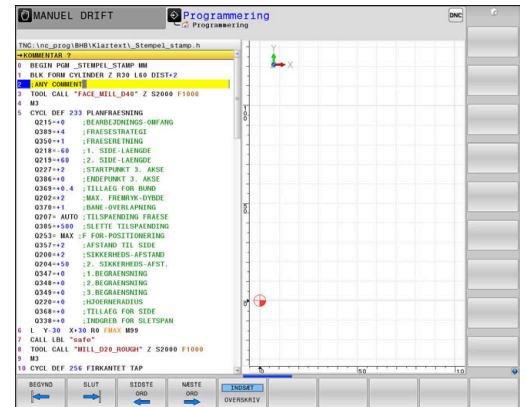 MANUEL DRIFT
Programmering
Programmering
DNC
TNC:\nc_prog\BHB\Klartext\_Stempel_stamp.h
→KOMMENTAR ?
0 BEGIN PGM _STEMPEL_STAMP MM
1 BLK FORM CYLINDER Z R30 L60 DIST+2
2 ;ANY COMMENT
3 TOOL CALL "FACE_MILL_D40" Z S2000 F1000
4 M3
5 CYCL DEF 233 PLANFRAESNING
Q215=+0 ;BEARBEJDNINGS-OMFANG
Q389=+4 ;FRAESESTRATEGI
Q350=+1 ;FRAESERETNING
Q218=-60 ;1. SIDE-LAENGDE
Q219=+60 ;2. SIDE-LAENGDE
Q227=+2 ;STARTPUNKT 3. AKSE
Q386=+0 ;ENDEPUNKT 3. AKSE
Q369=+0.4 ;TILLAEG FOR BUND
Q202=+2 ;MAX. FREMRYK-DYBDE
Q370=+1 ;BANE-OVERLAPNING
Q207= AUTO ;TILSPAENDING FRAESE
Q385=+500 ;SLETTE TILSPAENDING
Q253= MAX ;F FOR-POSITIONERING
Q357=+2 ;AFSTAND TIL SIDE
Q200=+2 ;SIKKERHEDS-AFSTAND
Q204=+50 ;2. SIKKERHEDS-AFST.
Q347=+0 ;1.BEGRAENSNING
Q348=+0 ;2.BEGRAENSNING
Q349=+0 ;3.BEGRAENSNING
Q220=+0 ;HJOERNERADIUS
Q368=+0 ;TILLAEG FOR SIDE
Q338=+0 ;INDGREB FOR SLETSPAN
6 L Y-30 X+30 R0 FMAX M99
7 CALL LBL "safe"
8 TOOL CALL "MILL_D20_ROUGH" Z S2000 F1000
9 M3
10 CYCL DEF 256 FIRKANTET TAP
Y
X
100
50
0
0
50
100
BEGYND
SLUT
SIDSTE ORD
NÆSTE ORD
INDSÆT
OVERSKRIV